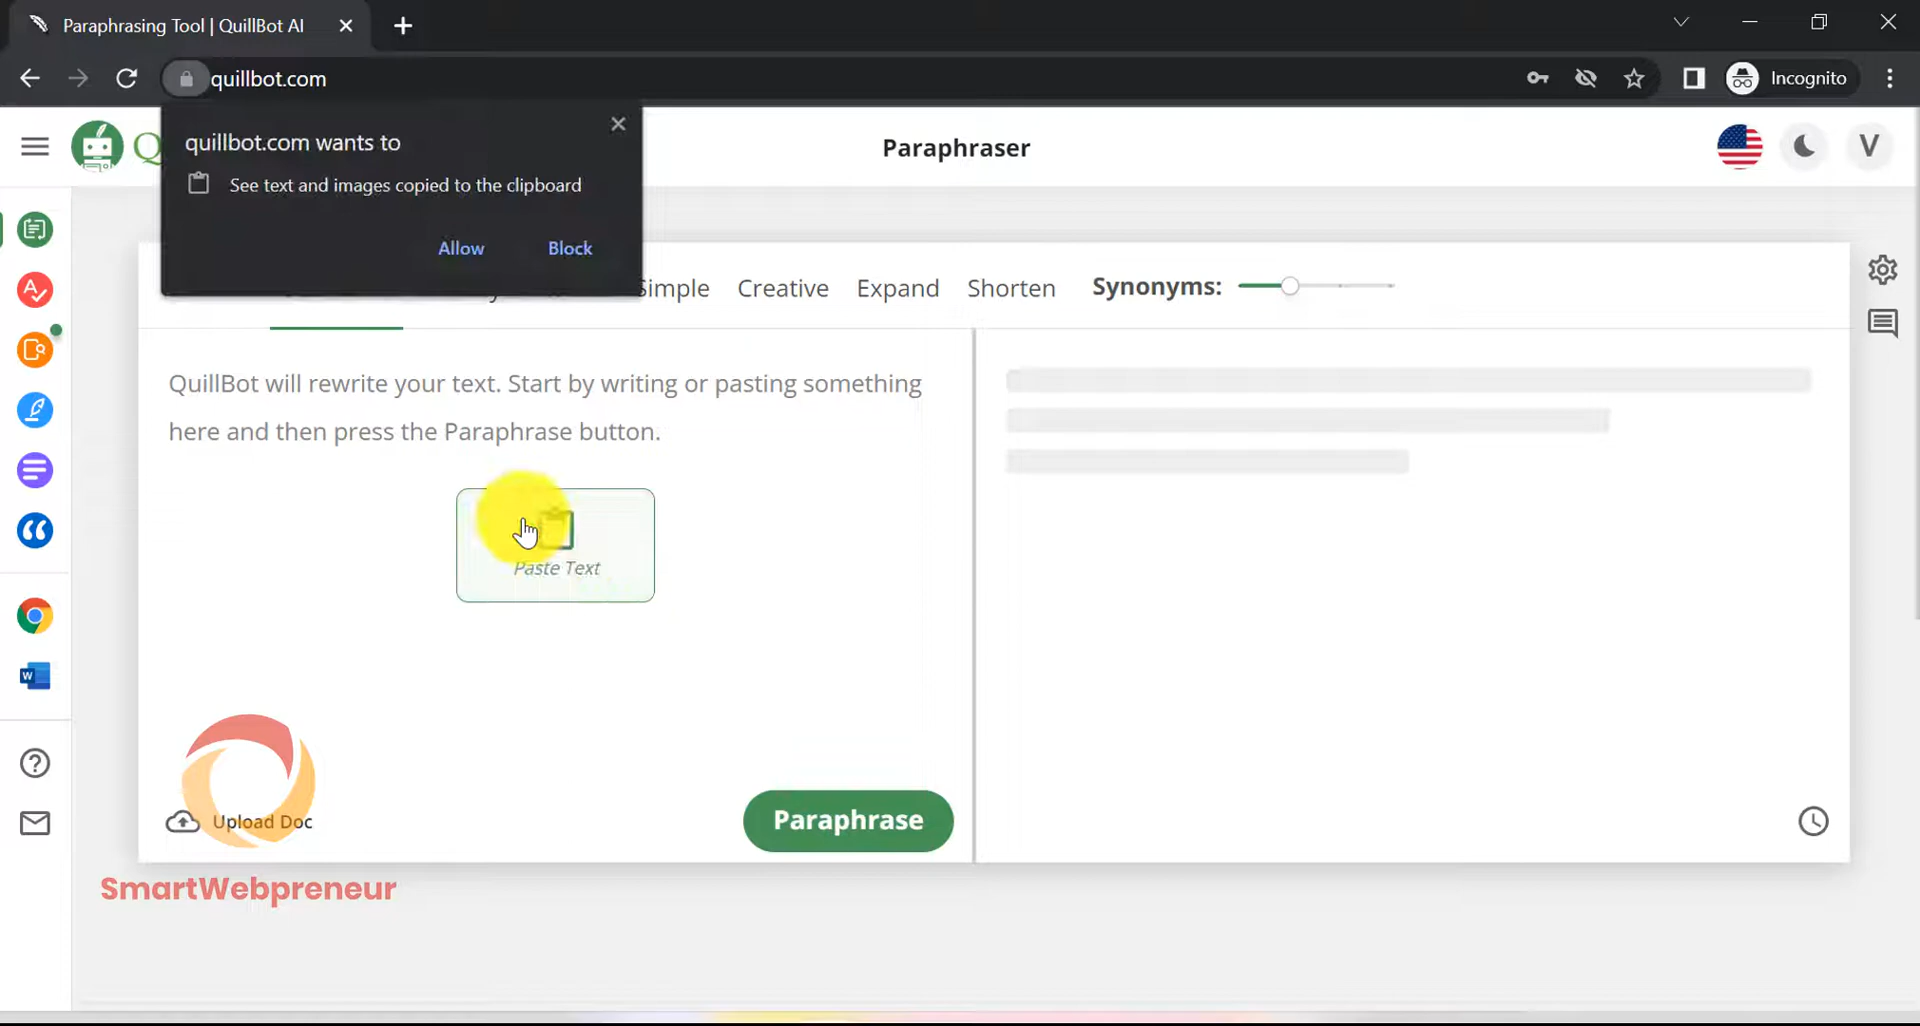 Paraphrasing Tool | QuillBot AI
quillbot.com
Incognito
quillbot.com wants to
See text and images copied to the clipboard
Allow
Block
Q
Paraphraser
V
Simple
Creative
Expand
Shorten
Synonyms:
QuillBot will rewrite your text. Start by writing or pasting something
here and then press the Paraphrase button.
Paste Text
W
Upload Doc
Paraphrase
SmartWebpreneur